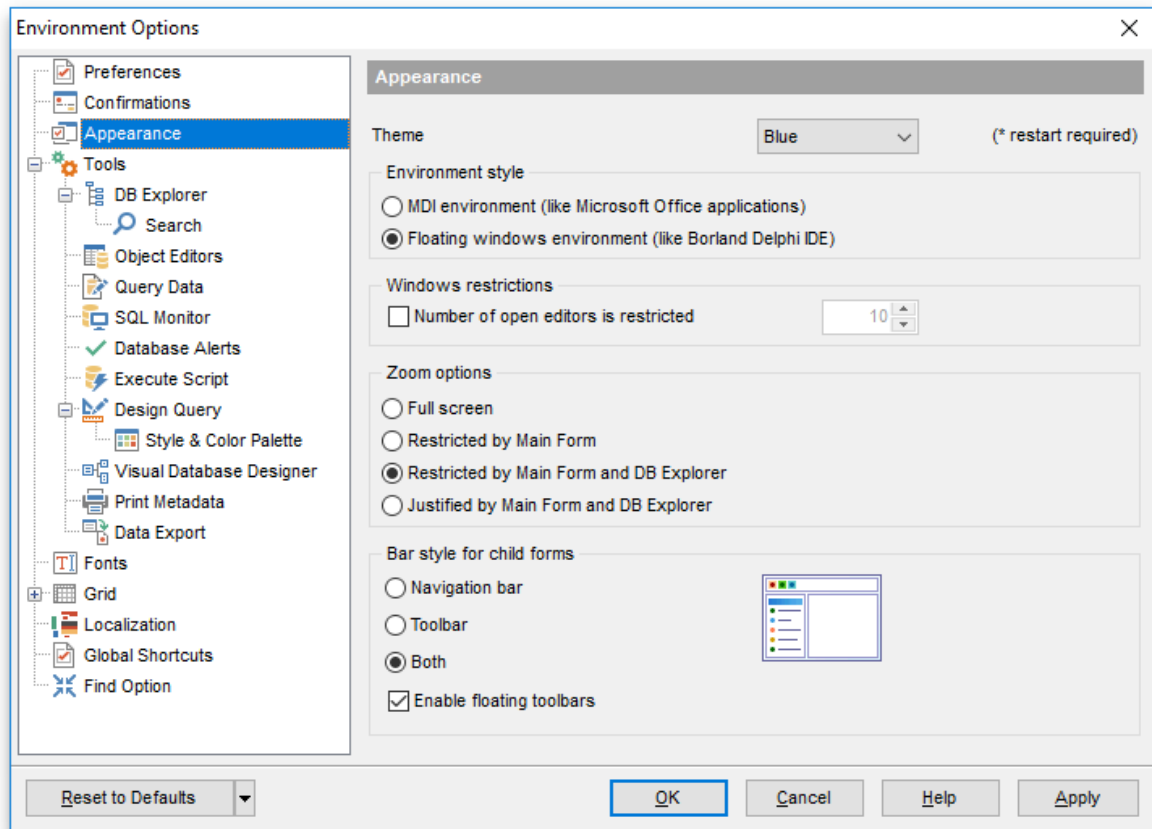 Environment Options
Preferences
Confirmations
Appearance
Tools
DB Explorer
Search
Object Editors
Query Data
SQL Monitor
Database Alerts
Execute Script
Design Query
Style & Color Palette
Visual Database Designer
Print Metadata
Data Export
Fonts
Grid
Localization
Global Shortcuts
Find Option
Appearance
Theme Blue (* restart required)
Environment style
MDI environment (like Microsoft Office applications)
Floating windows environment (like Borland Delphi IDE)
Windows restrictions
Number of open editors is restricted 10
Zoom options
Full screen
Restricted by Main Form
Restricted by Main Form and DB Explorer
Justified by Main Form and DB Explorer
Bar style for child forms
Navigation bar
Toolbar
Both
Enable floating toolbars
Reset to Defaults OK Cancel Help Apply